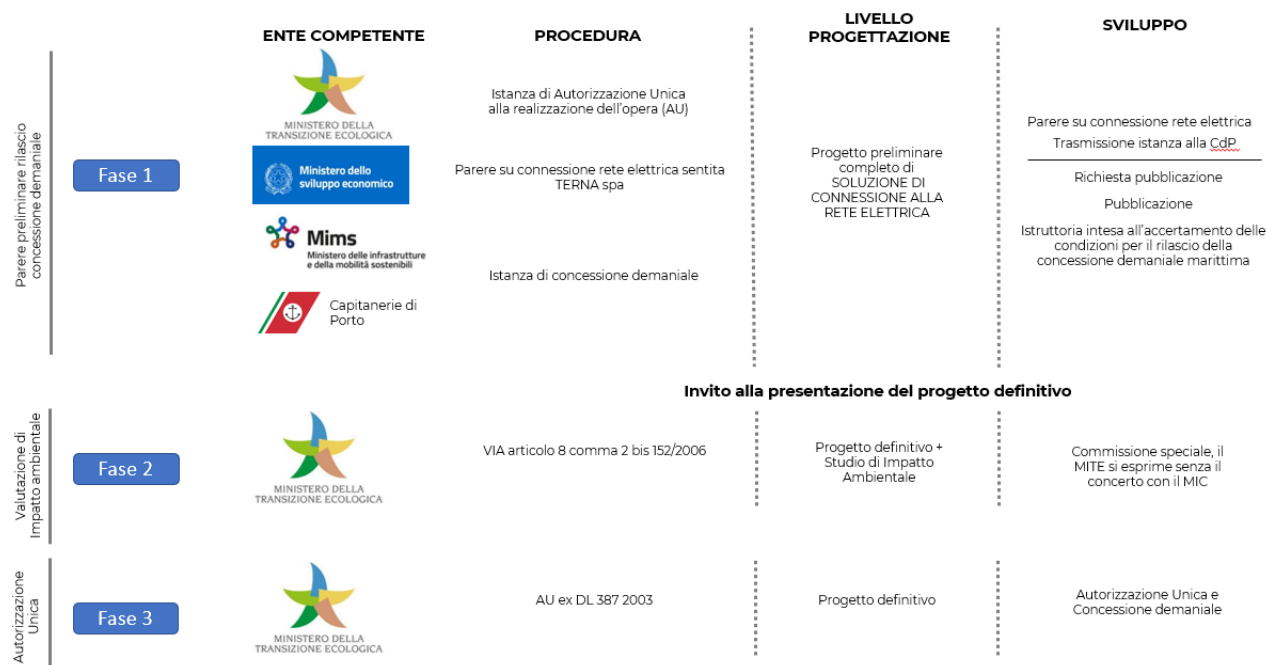 ENTE COMPETENTE
PROCEDURA
LIVELLO
PROGETTAZIONE
SVILUPPO
Parere preliminare rilascio
concessione demaniale
Fase 1
MINISTERO DELLA
TRANSIZIONE ECOLOGICA
Istanza di Autorizzazione Unica
alla realizzazione dell'opera (AU)
Ministero dello
sviluppo economico
Parere su connessione rete elettrica sentita
TERNA spa
Mims
Ministero delle infrastrutture
e della mobilità sostenibili
Istanza di concessione demaniale
Capitanerie di
Porto
Progetto preliminare
completo di
SOLUZIONE DI
CONNESSIONE ALLA
RETE ELETTRICA
Parere su connessione rete elettrica
Trasmissione istanza alla CdP
Richiesta pubblicazione
Pubblicazione
Istruttoria intesa all'accertamento delle
condizioni per il rilascio della
concessione demaniale marittima
Invito alla presentazione del progetto definitivo
Valutazione di
Impatto ambientale
Fase 2
MINISTERO DELLA
TRANSIZIONE ECOLOGICA
VIA articolo 8 comma 2 bis 152/2006
Progetto definitivo +
Studio di Impatto
Ambientale
Commissione speciale, il
MITE si esprime senza il
concerto con il MIC
Autorizzazione
Unica
Fase 3
MINISTERO DELLA
TRANSIZIONE ECOLOGICA
AU ex DL 387 2003
Progetto definitivo
Autorizzazione Unica e
Concessione demaniale